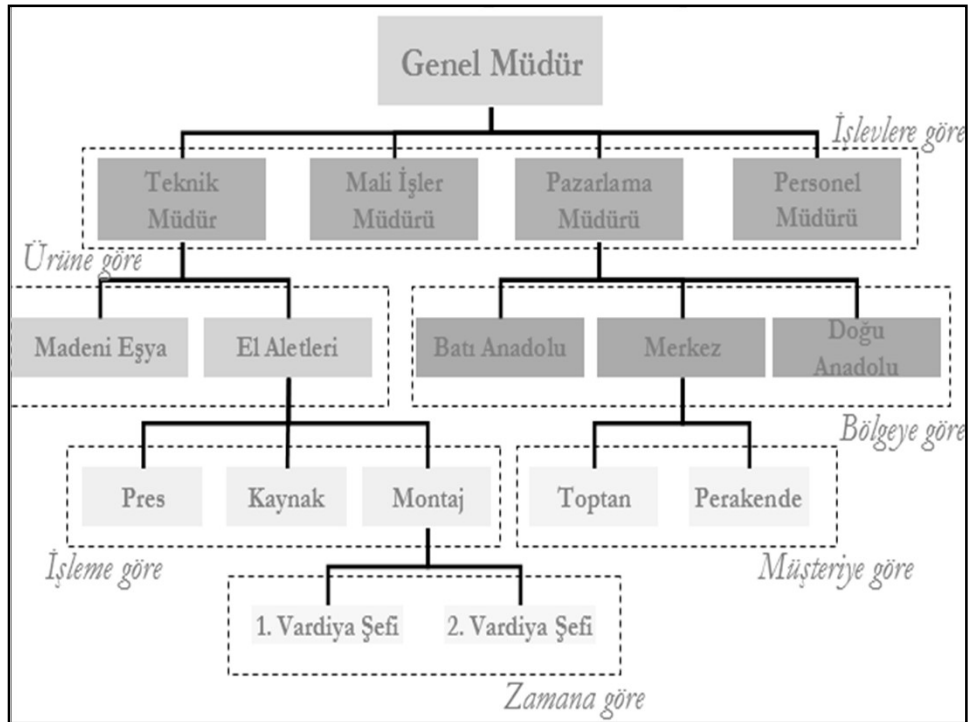 Genel Müdür
İşlevlere göre
Teknik
Müdür
Mali İşler
Müdürü
Pazarlama
Müdürü
Personel
Müdürü
Ürüne göre
Madeni Eşya
El Aletleri
Batı Anadolu
Merkez
Doğu
Anadolu
Bölgeye göre
Pres
Kaynak
Montaj
Toptan
Perakende
İşleme göre
Müşteriye göre
1. Vardiya Şefi
2. Vardiya Şefi
Zamana göre